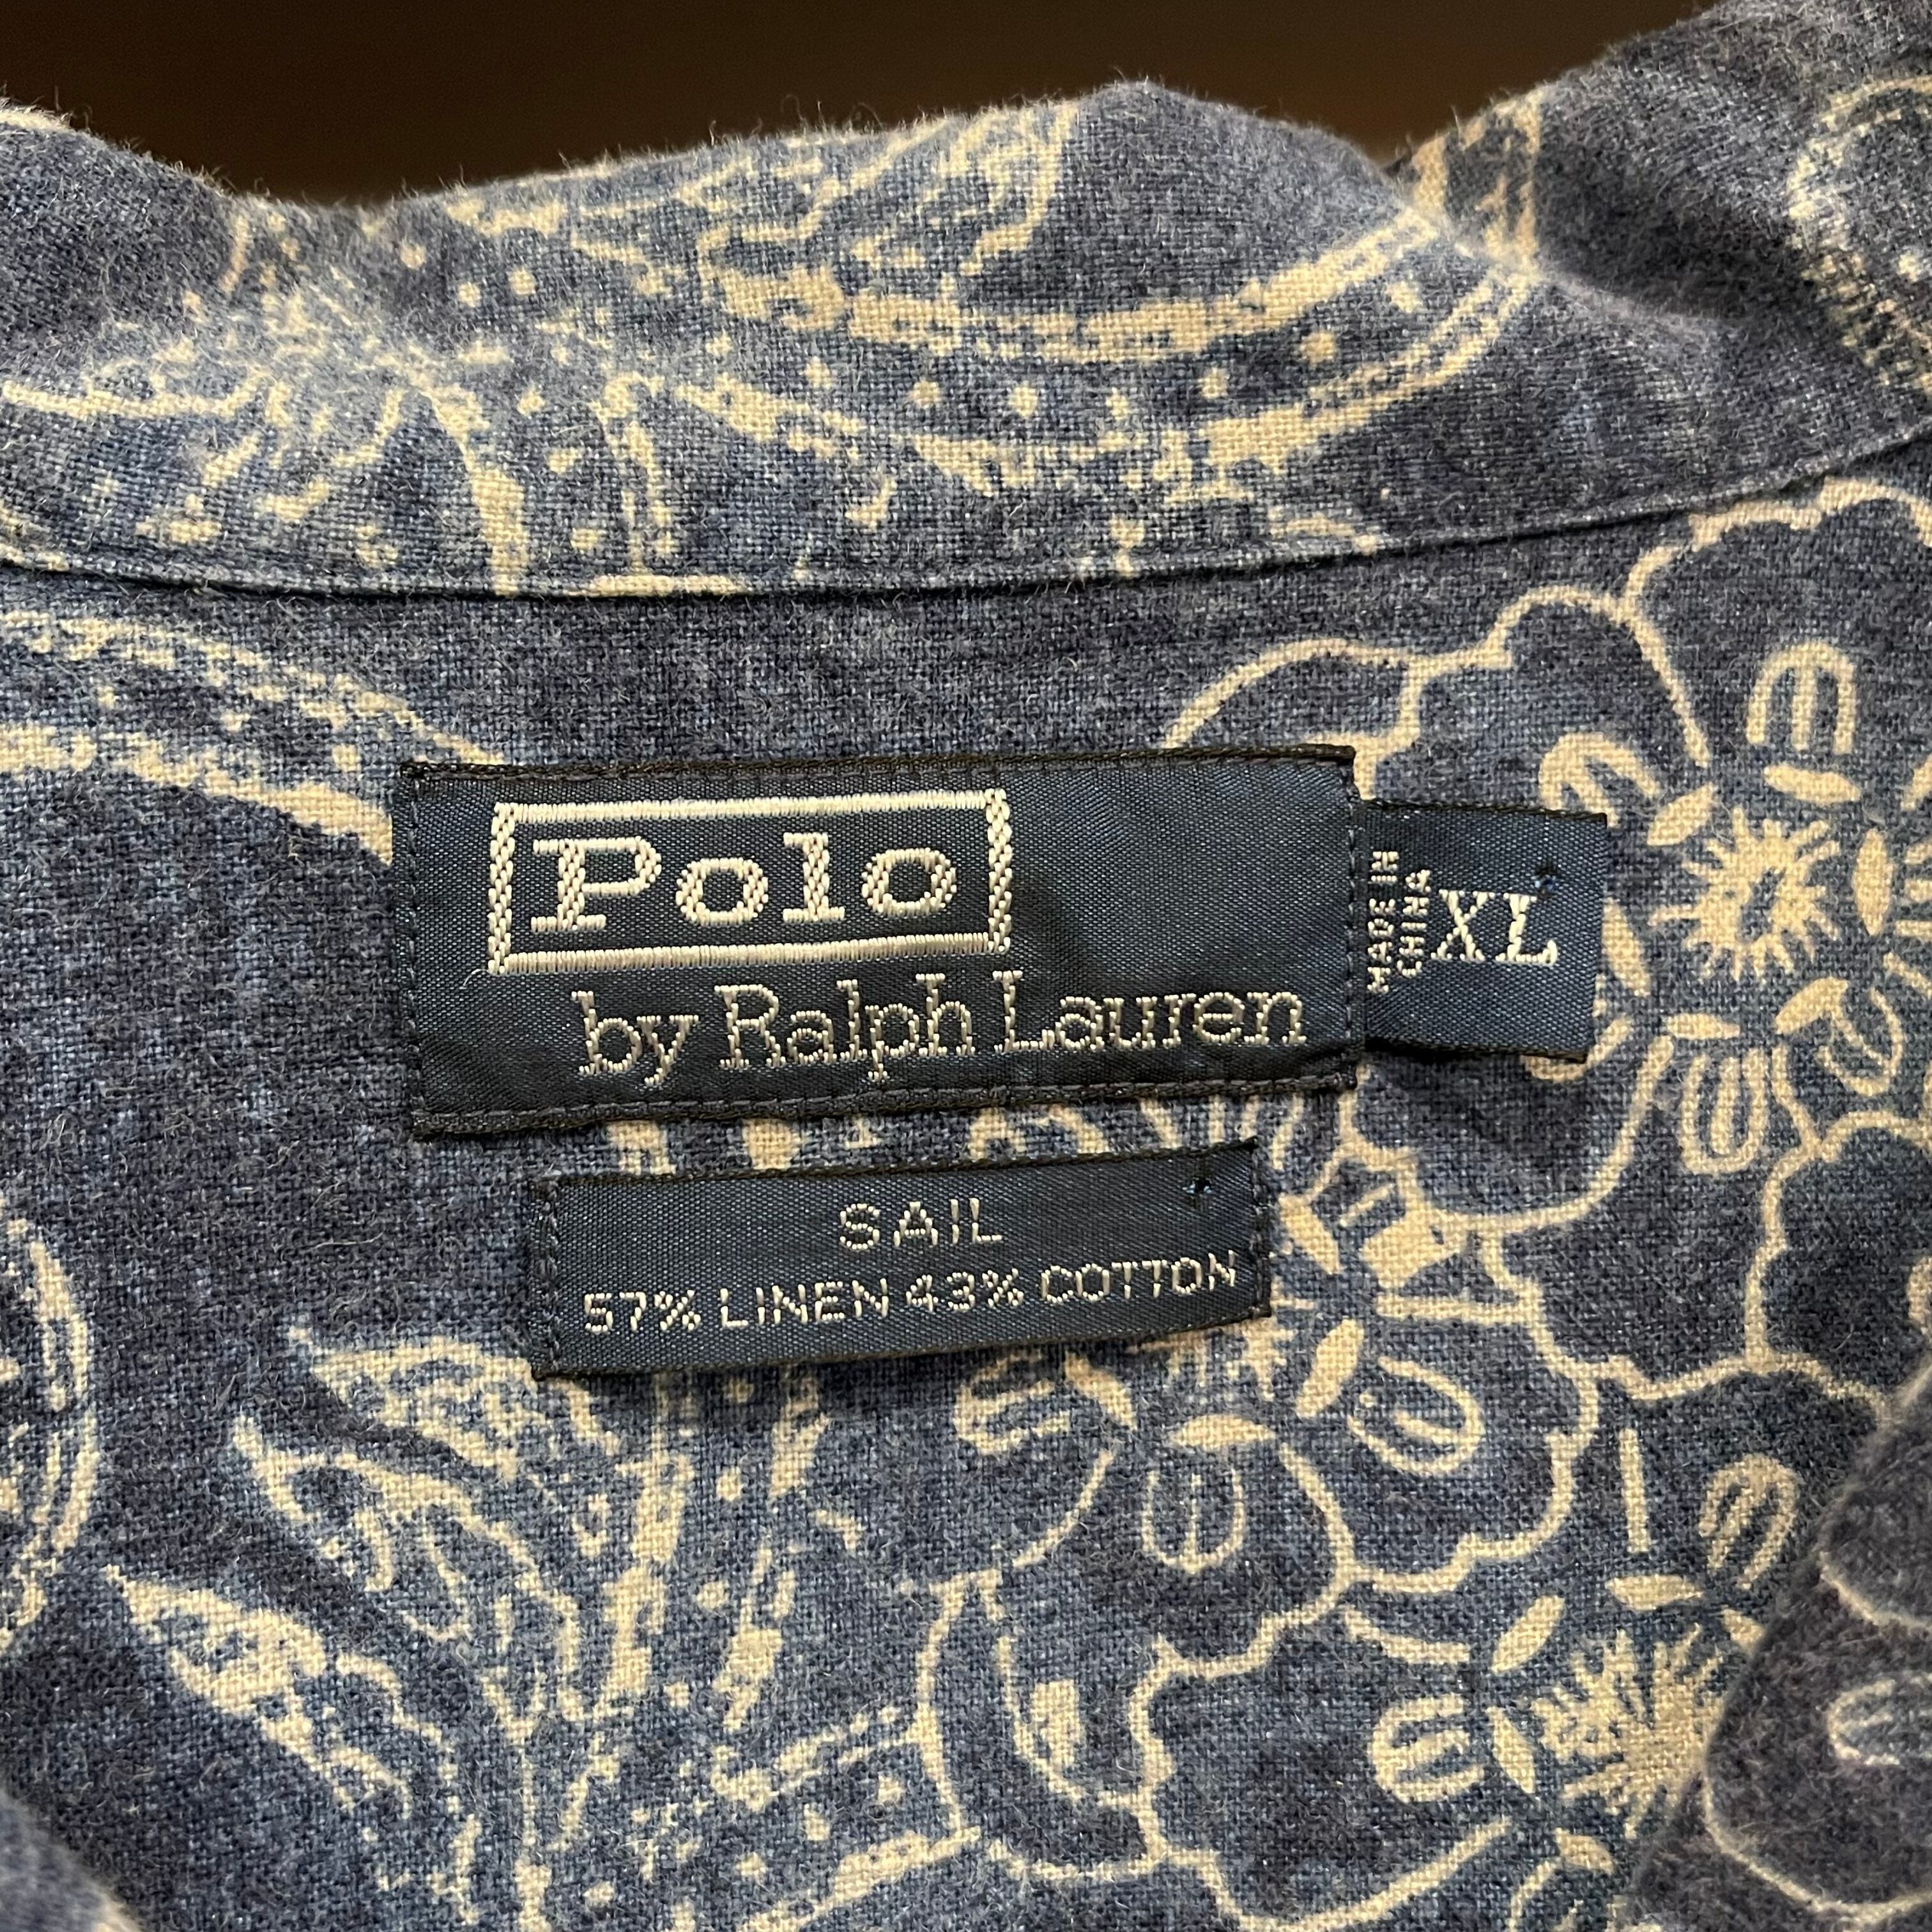 Polo
by Ralph Lauren
MADE IN
CHINA
XL
SAIL
57% LINEN 43% COTTON